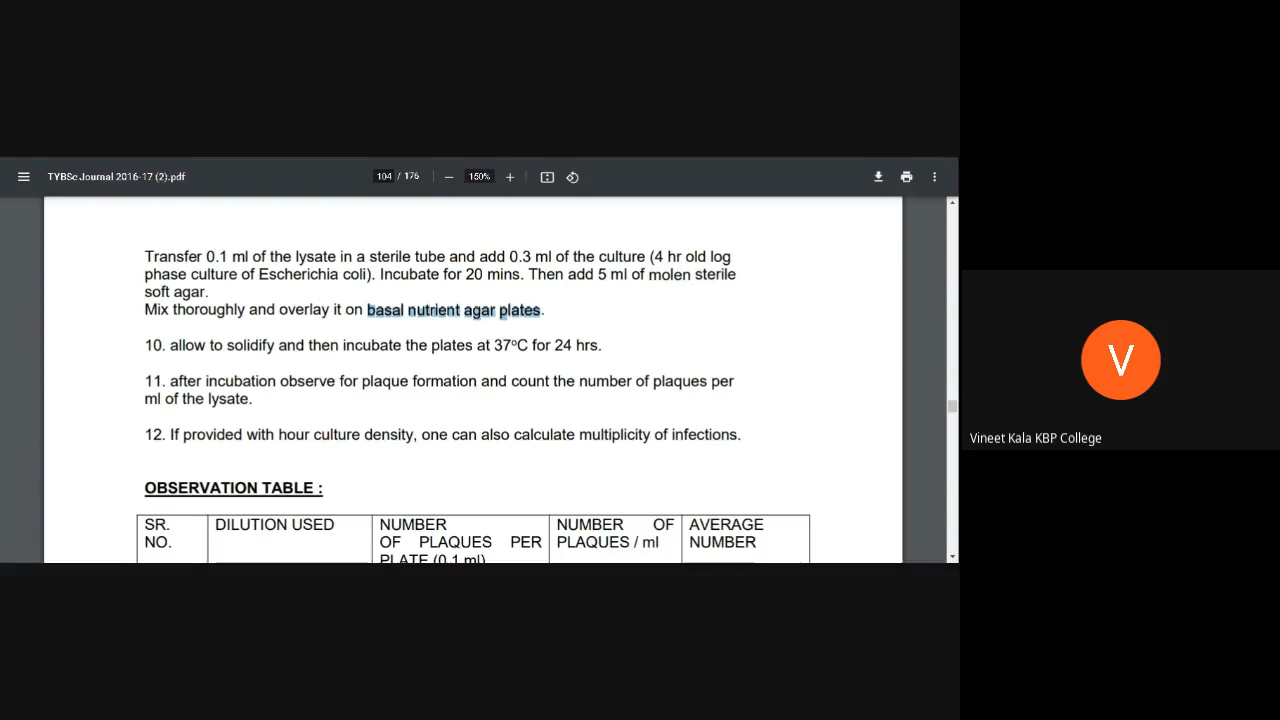 TYBSc Journal 2016-17 (2).pdf
104 / 176
150%
Transfer 0.1 ml of the lysate in a sterile tube and add 0.3 ml of the culture (4 hr old log
phase culture of Escherichia coli). Incubate for 20 mins. Then add 5 ml of molen sterile
soft agar.
Mix thoroughly and overlay it on basal nutrient agar plates.
10. allow to solidify and then incubate the plates at 37ºC for 24 hrs.
11. after incubation observe for plaque formation and count the number of plaques per
ml of the lysate.
12. If provided with hour culture density, one can also calculate multiplicity of infections.
OBSERVATION TABLE :
SR. DILUTION USED NUMBER NUMBER OF AVERAGE
NO. OF PLAQUES PER PLAQUES / ml NUMBER
PLATE (0.1 ml)
V
Vineet Kala KBP College